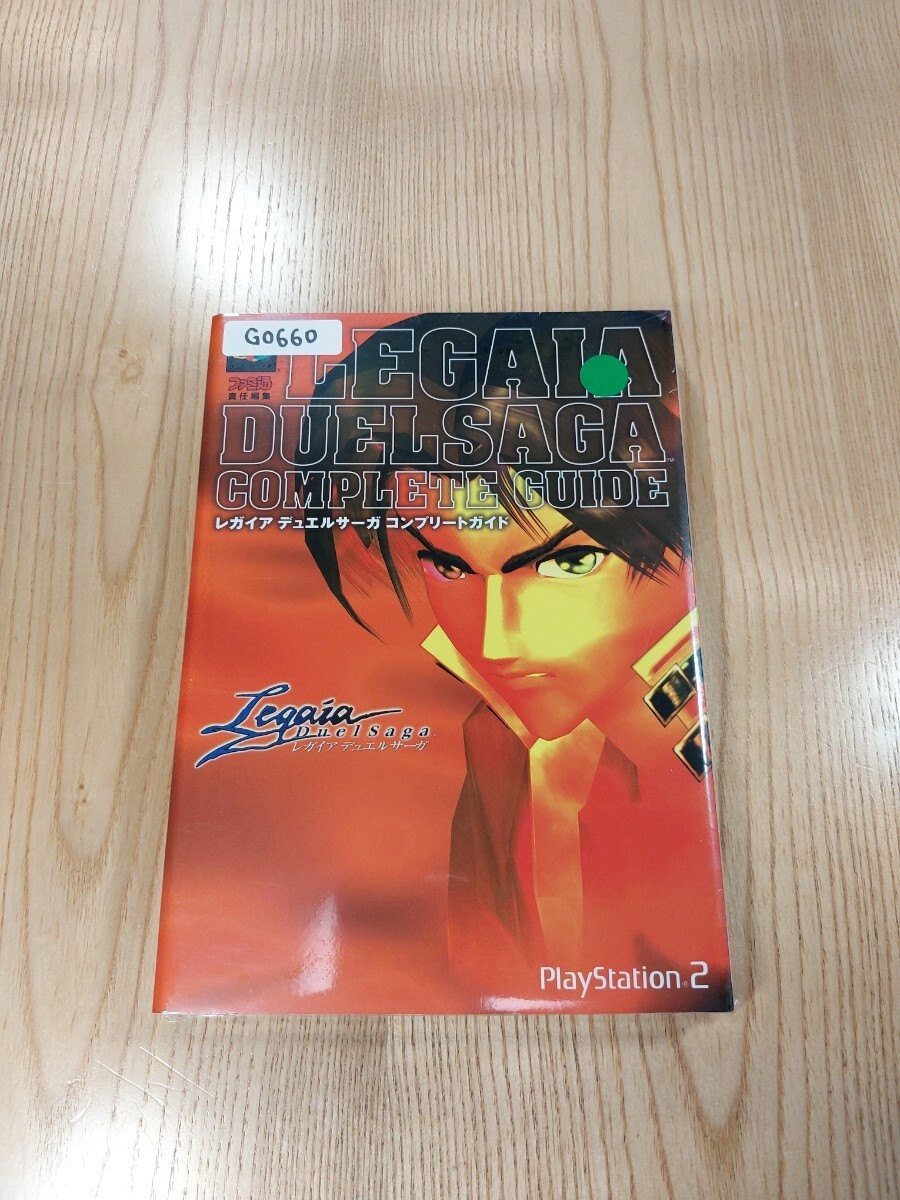 G0660
ファミ通
責任編集
LEGAIA
DUELSAGA™
COMPLETE GUIDE
レガイア デュエルサーガ コンプリートガイド
Legaia
DuelSaga™
レガイア デュエル サーガ
PlayStation®2